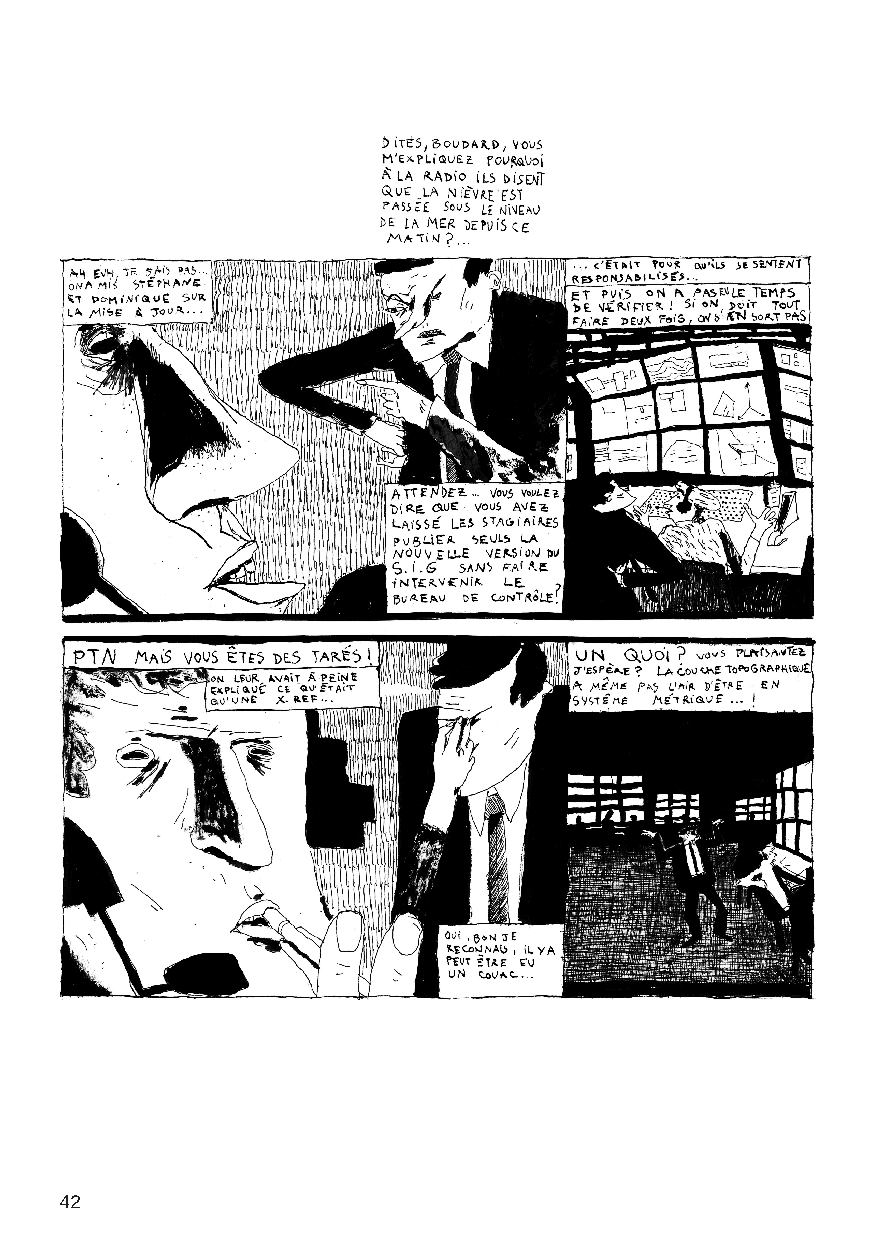 DITES, BOUDARD, VOUS
M'EXPLIQUEZ POURQUOI
À LA RADIO ILS DISENT
QUE LA NIÈVRE EST
PASSÉE SOUS LE NIVEAU
DE LA MER DEPUIS CE
MATIN ?...
AH EUH, JE SAIS PAS...
ON A MIS STÉPHANE
ET DOMINIQUE SUR
LA MISE À JOUR...
ATTENDEZ... VOUS VOULEZ
DIRE QUE VOUS AVEZ
LAISSÉ LES STAGIAIRES
PUBLIER SEULS LA
NOUVELLE VERSION DU
S.I.G SANS FAIRE
INTERVENIR LE
BUREAU DE CONTRÔLE?
... C'ÉTAIT POUR QU'ILS SE SENTENT
RESPONSABILISÉS...
ET PUIS ON A PAS EU LE TEMPS
DE VÉRIFIER ! SI ON DOIT TOUT
FAIRE DEUX FOIS, ON S'EN SORT PAS
PTN MAIS VOUS ÊTES DES TARÉS !
ON LEUR AVAIT À PEINE
EXPLIQUÉ CE QU'ÉTAIT
QU'UNE X.REF...
OUI, BON JE
RECONNAIS, IL Y A
PEUT ÊTRE EU
UN COUAC...
UN QUOI ? VOUS PLAISANTEZ
J'ESPÈRE ? LA COUCHE TOPOGRAPHIQUE
A MÊME PAS L'AIR D'ÊTRE EN
SYSTÈME MÉTRIQUE ... !
42